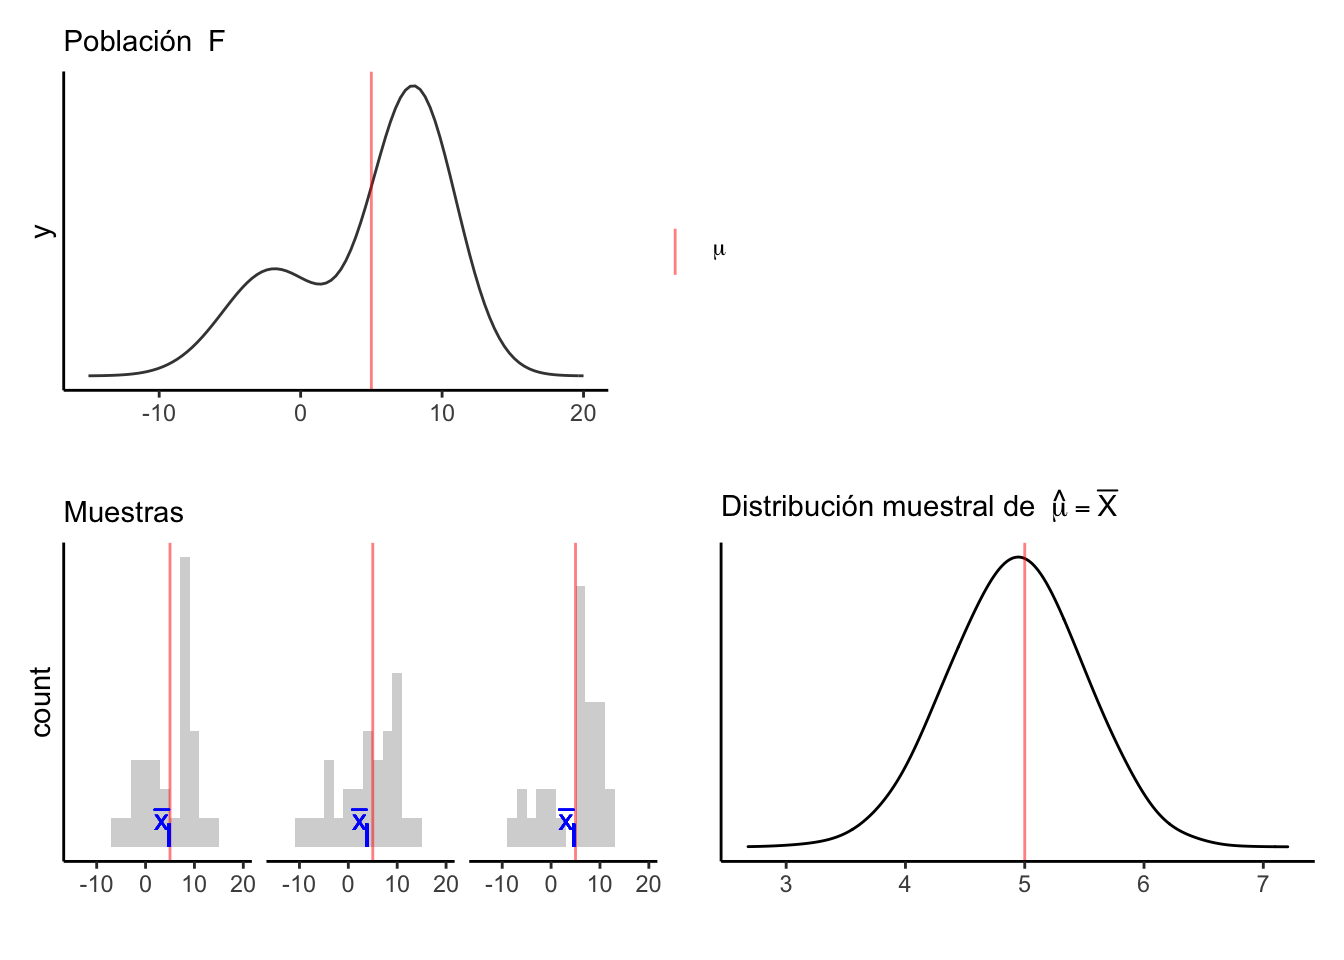 Población F
y
-10 0 10 20
μ
Muestras
count
x̅ x̅ x̅
-10 0 10 20 -10 0 10 20 -10 0 10 20
Distribución muestral de μ̂ = X̅
3 4 5 6 7